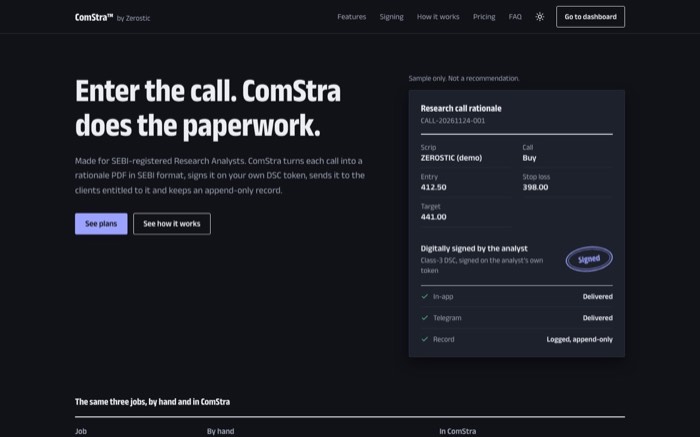 ComStra™ by Zerostic
Features Signing How it works Pricing FAQ Go to dashboard
Enter the call. ComStra
does the paperwork.
Made for SEBI-registered Research Analysts. ComStra turns each call into a
rationale PDF in SEBI format, signs it on your own DSC token, sends it to the
clients entitled to it and keeps an append-only record.
See plans See how it works
Sample only. Not a recommendation.
Research call rationale
CALL-20261124-001
Scrip Call
ZEROSTIC (demo) Buy
Entry Stop loss
412.50 398.00
Target
441.00
Digitally signed by the analyst
Class-3 DSC, signed on the analyst's own
token
Signed
In-app Delivered
Telegram Delivered
Record Logged, append-only
The same three jobs, by hand and in ComStra
Job By hand In ComStra